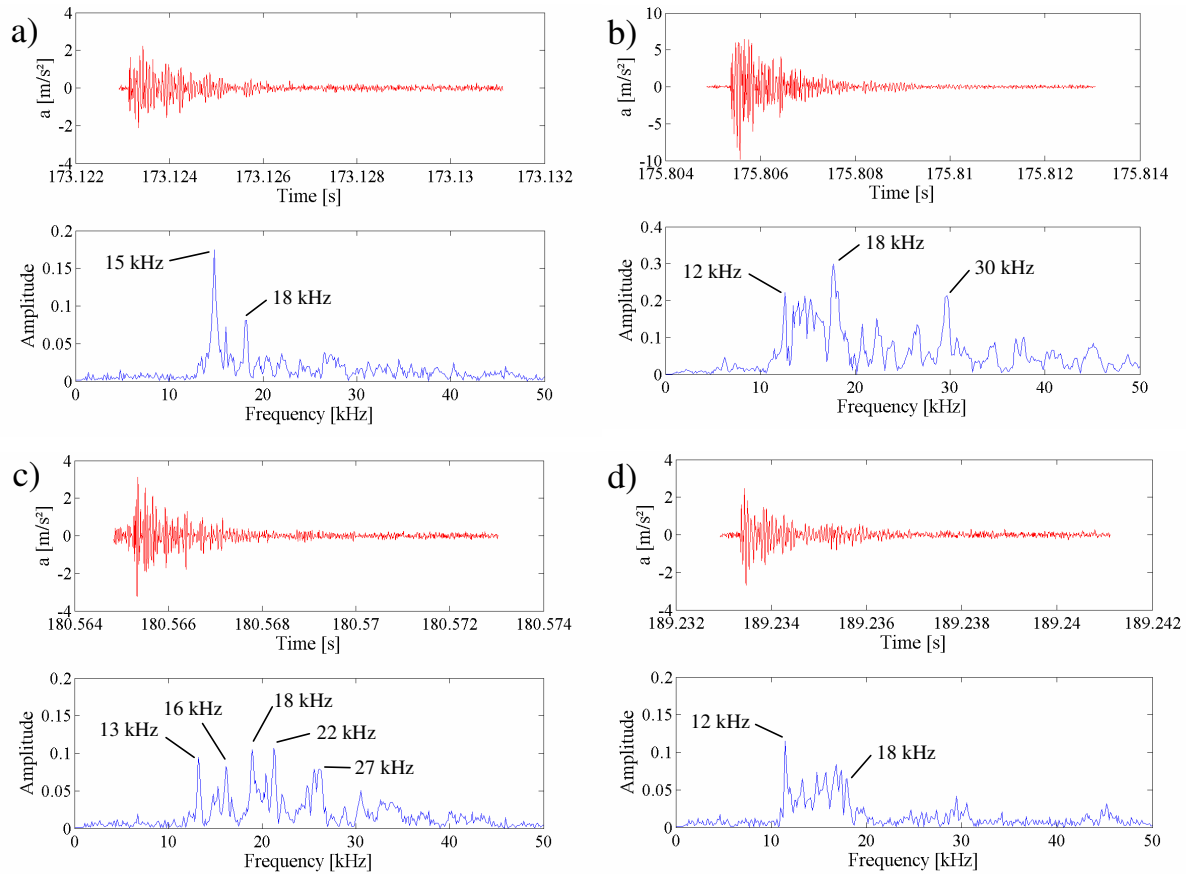 a)
a [m/s²]
4
2
0
-2
-4
173.122 173.124 173.126 173.128 173.13 173.132
Time [s]
Amplitude
0.2
0.15
0.1
0.05
0
15 kHz
18 kHz
0 10 20 30 40 50
Frequency [kHz]
b)
a [m/s²]
10
5
0
-5
-10
175.804 175.806 175.808 175.81 175.812 175.814
Time [s]
Amplitude
0.4
0.3
0.2
0.1
0
12 kHz
18 kHz
30 kHz
0 10 20 30 40 50
Frequency [kHz]
c)
a [m/s²]
4
2
0
-2
-4
180.564 180.566 180.568 180.57 180.572 180.574
Time [s]
Amplitude
0.2
0.15
0.1
0.05
0
13 kHz
16 kHz
18 kHz
22 kHz
27 kHz
0 10 20 30 40 50
Frequency [kHz]
d)
a [m/s²]
4
2
0
-2
-4
189.232 189.234 189.236 189.238 189.24 189.242
Time [s]
Amplitude
0.2
0.15
0.1
0.05
0
12 kHz
18 kHz
0 10 20 30 40 50
Frequency [kHz]